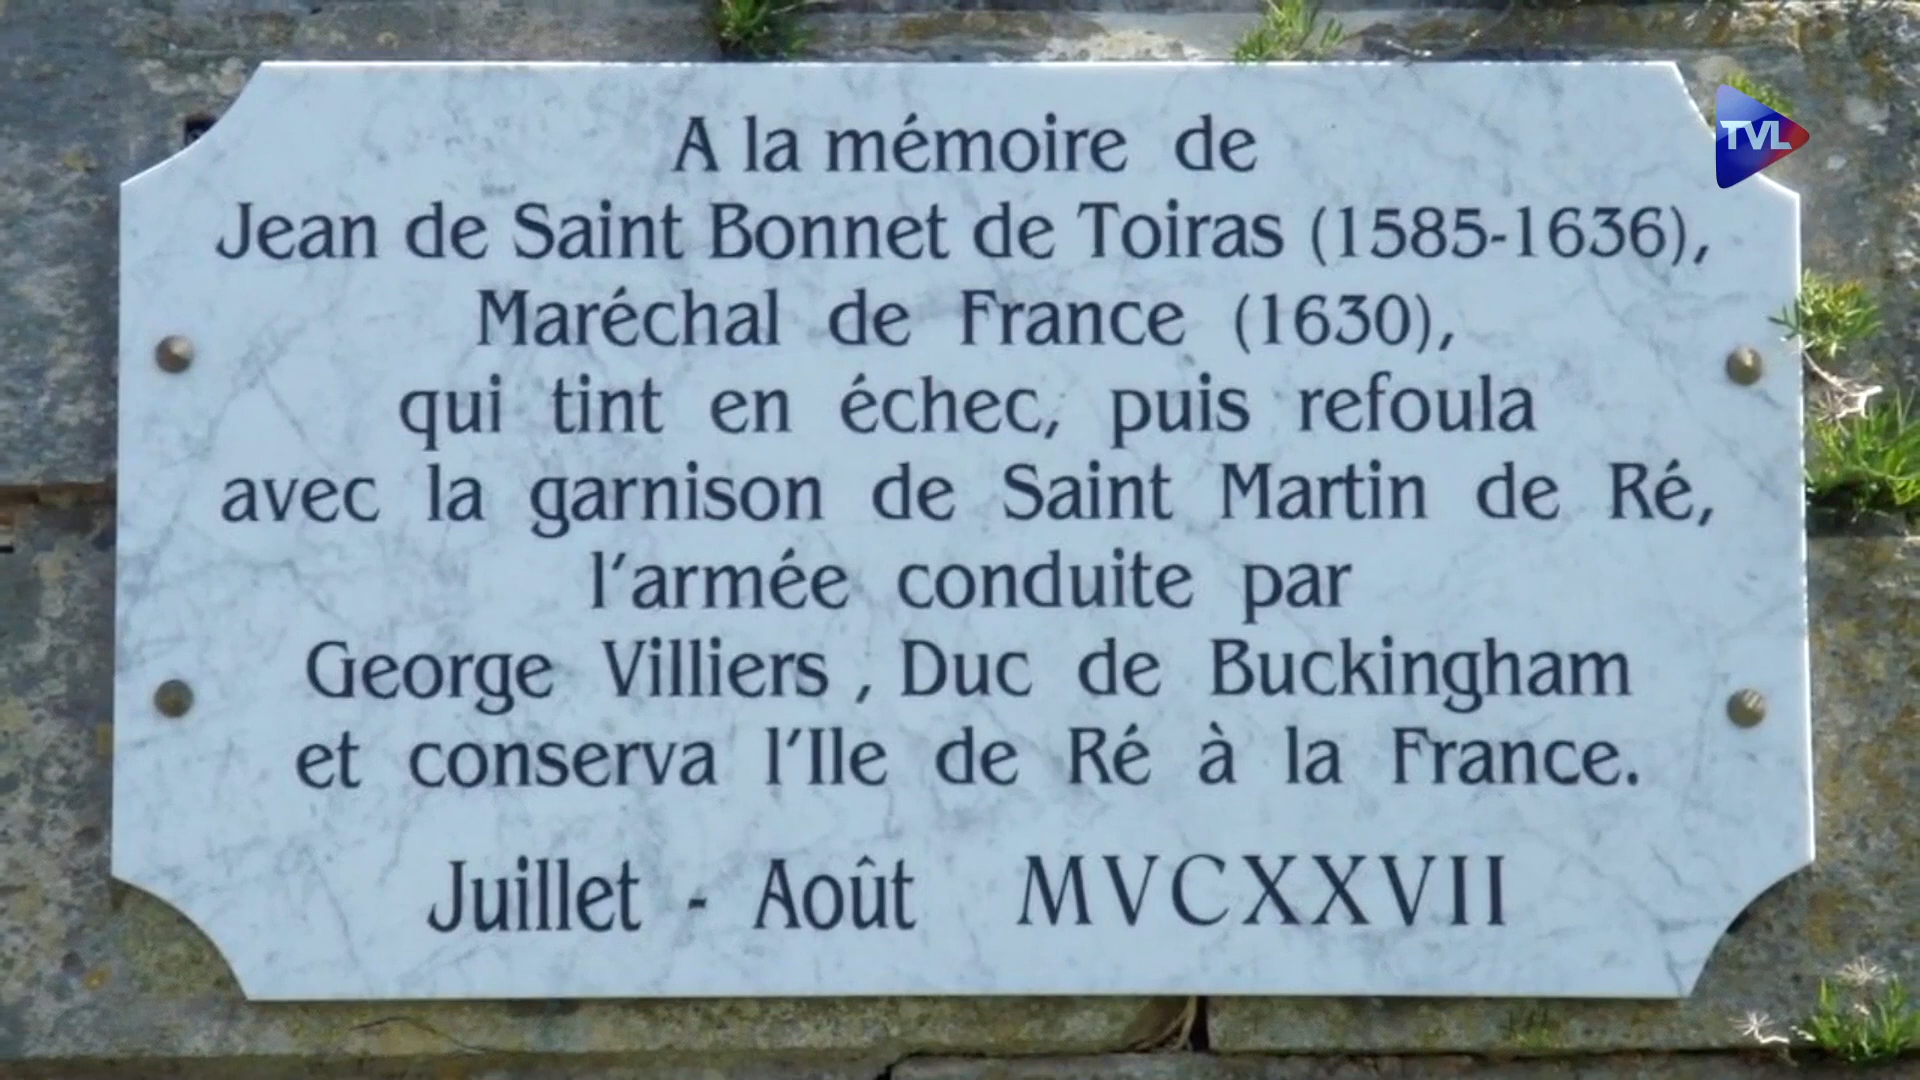 TVL
A la mémoire de
Jean de Saint Bonnet de Toiras (1585-1636),
Maréchal de France (1630),
qui tint en échec, puis refoula
avec la garnison de Saint Martin de Ré,
l'armée conduite par
George Villiers , Duc de Buckingham
et conserva l'Ile de Ré à la France.
Juillet - Août MVCXXVII